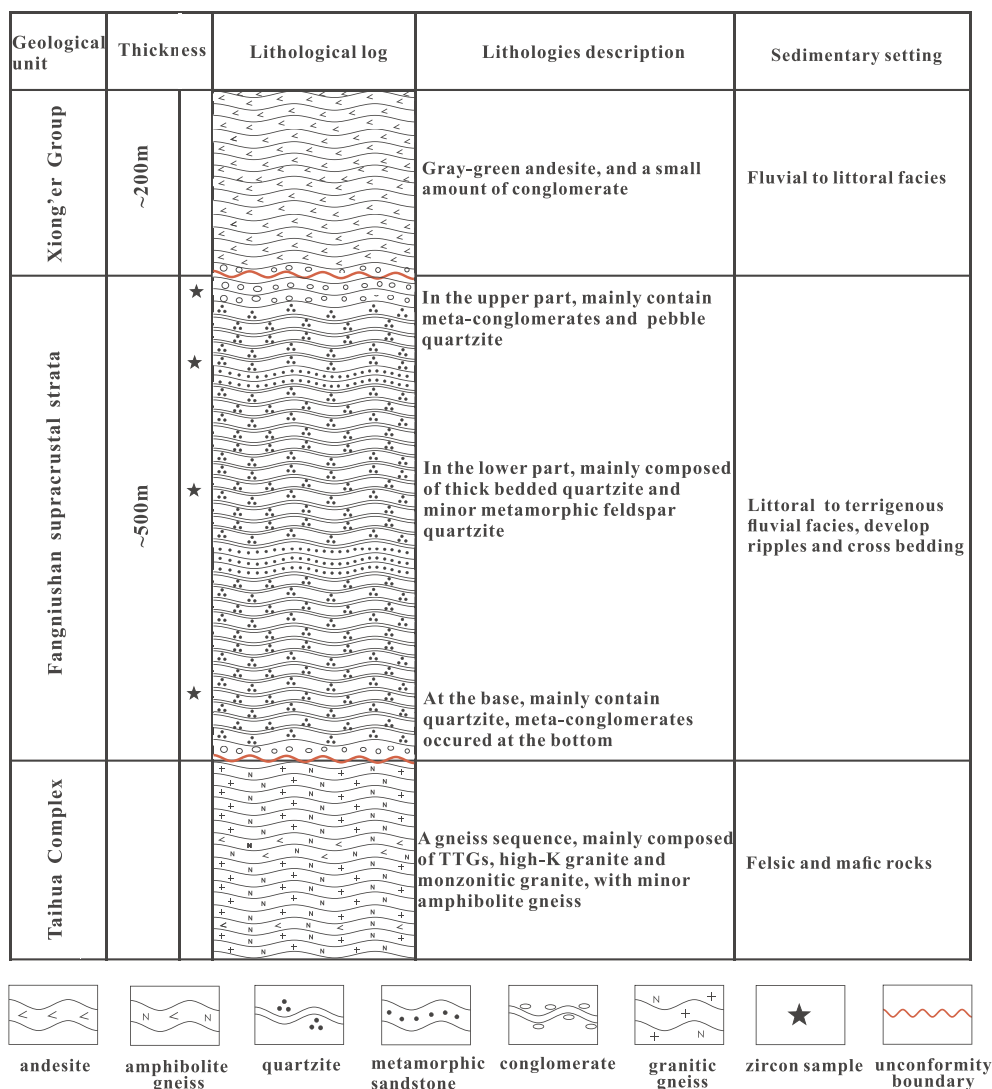 Geological
unit
Thickness
Lithological log
Lithologies description
Sedimentary setting
Xiong'er Group
~200m
Gray-green andesite, and a small
amount of conglomerate
Fluvial to littoral facies
Fangniushan supracrustal strata
~500m
In the upper part, mainly contain
meta-conglomerates and pebble
quartzite
In the lower part, mainly composed
of thick bedded quartzite and
minor metamorphic feldspar
quartzite
At the base, mainly contain
quartzite, meta-conglomerates
occured at the bottom
Littoral to terrigenous
fluvial facies, develop
ripples and cross bedding
Taihua Complex
A gneiss sequence, mainly composed
of TTGs, high-K granite and
monzonitic granite, with minor
amphibolite gneiss
Felsic and mafic rocks
andesite
amphibolite
gneiss
quartzite
metamorphic
sandstone
conglomerate
granitic
gneiss
zircon sample
unconformity
boundary